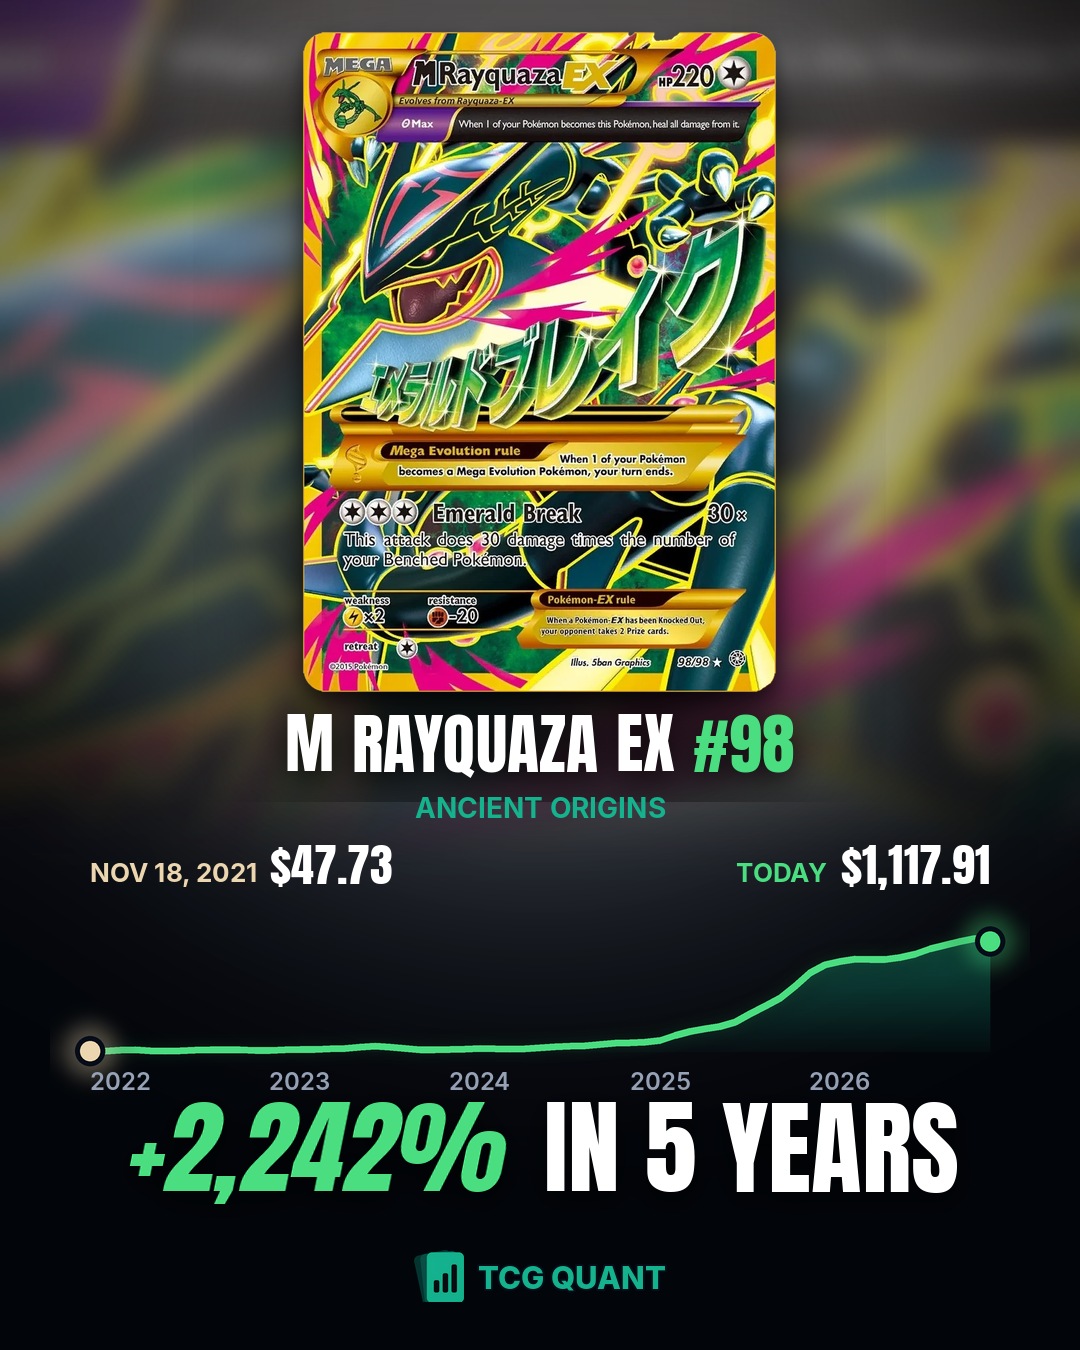 MEGA
M Rayquaza EX HP220
Evolves from Rayquaza-EX
θ Max When 1 of your Pokémon becomes this Pokémon, heal all damage from it.
エメラルドブレイク
Mega Evolution rule When 1 of your Pokémon
becomes a Mega Evolution Pokémon, your turn ends.
Emerald Break 30×
This attack does 30 damage times the number of
your Benched Pokémon.
weakness resistance Pokémon-EX rule
×2 -20 When a Pokémon-EX has been Knocked Out,
your opponent takes 2 Prize cards.
retreat
©2015 Pokémon Illus. 5ban Graphics 98/98 ★
M RAYQUAZA EX #98
ANCIENT ORIGINS
NOV 18, 2021 $47.73 TODAY $1,117.91
2022 2023 2024 2025 2026
+2,242% IN 5 YEARS
TCG QUANT